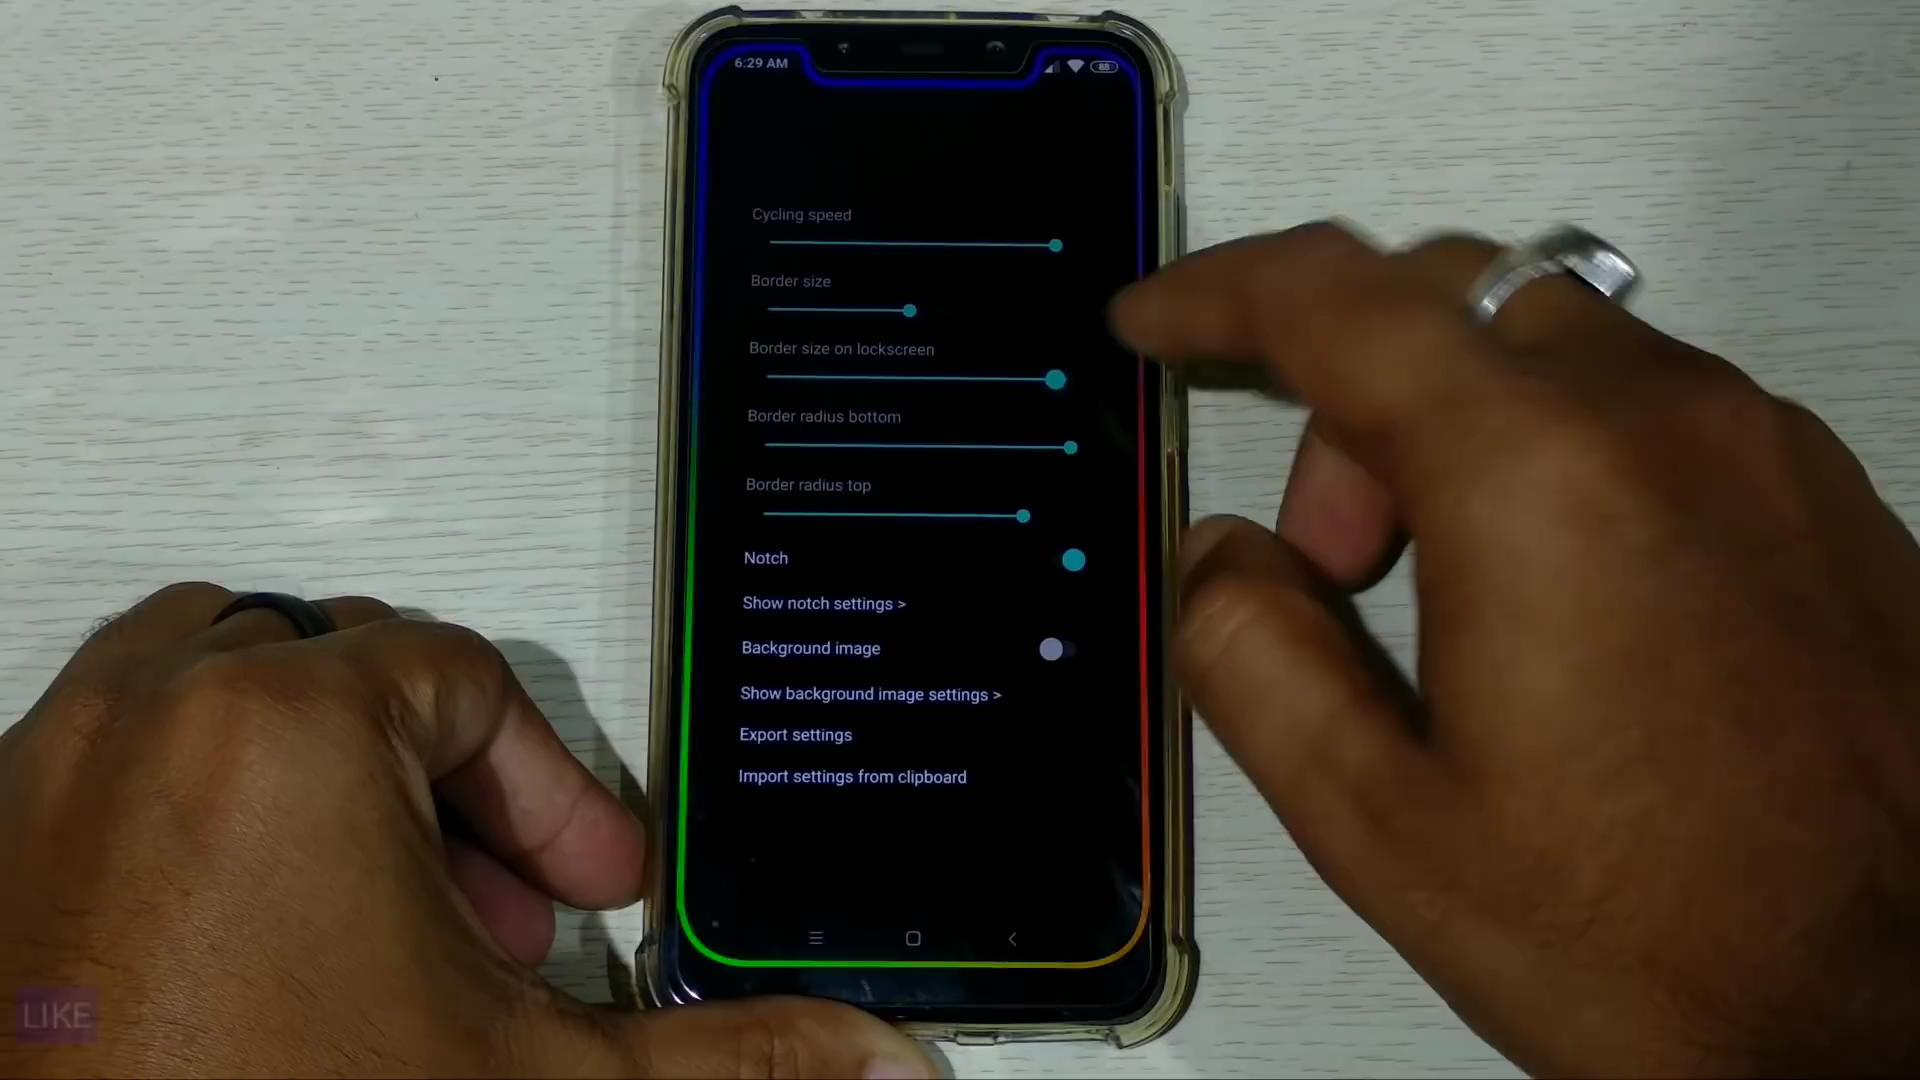 6:29 AM
88
Cycling speed
Border size
Border size on lockscreen
Border radius bottom
Border radius top
Notch
Show notch settings >
Background image
Show background image settings >
Export settings
Import settings from clipboard
LIKE